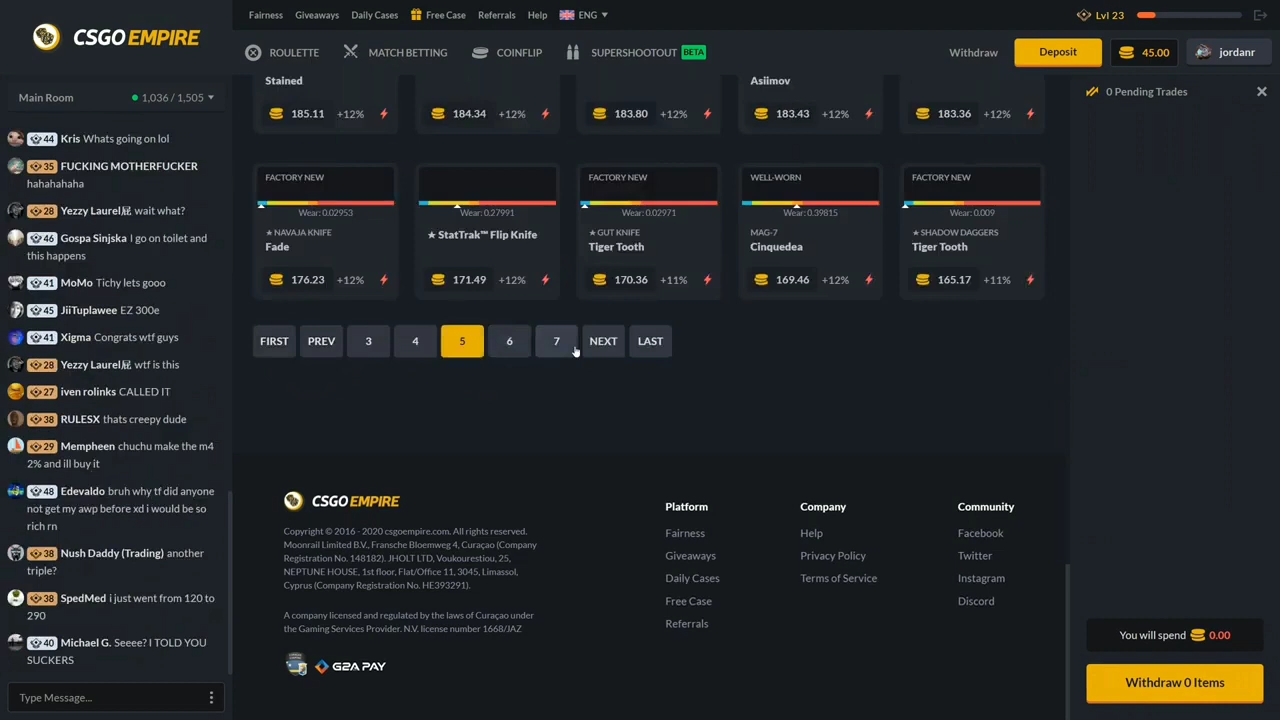 CSGOEMPIRE
Fairness
Giveaways
Daily Cases
Free Case
Referrals
Help
ENG
Lvl 23
ROULETTE
MATCH BETTING
COINFLIP
SUPERSHOOTOUT BETA
Withdraw
Deposit
45.00
jordanr
Main Room
1,036 / 1,505
44 Kris Whats going on lol
35 FUCKING MOTHERFUCKER
hahahahaha
28 Yezzy Laurel wait what?
46 Gospa Sinjska I go on toilet and
this happens
41 MoMo Tichy lets gooo
45 JiiTuplawee EZ 300e
41 Xigma Congrats wtf guys
28 Yezzy Laurel wtf is this
27 iven rolinks CALLED IT
38 RULESX thats creepy dude
29 Mempheen chuchu make the m4
2% and ill buy it
48 Edevaldo bruh why tf did anyone
not get my awp before xd i would be so
rich rn
38 Nush Daddy (Trading) another
triple?
38 SpedMed i just went from 120 to
290
40 Michael G. Seeee? I TOLD YOU
SUCKERS
Type Message...
Stained
185.11 +12%
184.34 +12%
183.80 +12%
Asiimov
183.43 +12%
183.36 +12%
FACTORY NEW
Wear: 0.02953
★ NAVAJA KNIFE
Fade
176.23 +12%
Wear: 0.27991
★ StatTrak™ Flip Knife
171.49 +12%
FACTORY NEW
Wear: 0.02971
★ GUT KNIFE
Tiger Tooth
170.36 +11%
WELL-WORN
Wear: 0.39815
MAG-7
Cinquedea
169.46 +12%
FACTORY NEW
Wear: 0.009
★ SHADOW DAGGERS
Tiger Tooth
165.17 +11%
FIRST PREV 3 4 5 6 7 NEXT LAST
CSGOEMPIRE
Copyright © 2016 - 2020 csgoempire.com. All rights reserved.
Moonrail Limited B.V., Fransche Bloemweg 4, Curaçao (Company
Registration No. 148182). JHOLT LTD, Voukourestiou, 25,
NEPTUNE HOUSE, 1st floor, Flat/Office 11, 3045, Limassol,
Cyprus (Company Registration No. HE393291).
A company licensed and regulated by the laws of Curaçao under
the Gaming Services Provider. N.V. license number 1668/JAZ
G2A PAY
Platform
Fairness
Giveaways
Daily Cases
Free Case
Referrals
Company
Help
Privacy Policy
Terms of Service
Community
Facebook
Twitter
Instagram
Discord
0 Pending Trades
You will spend 0.00
Withdraw 0 Items